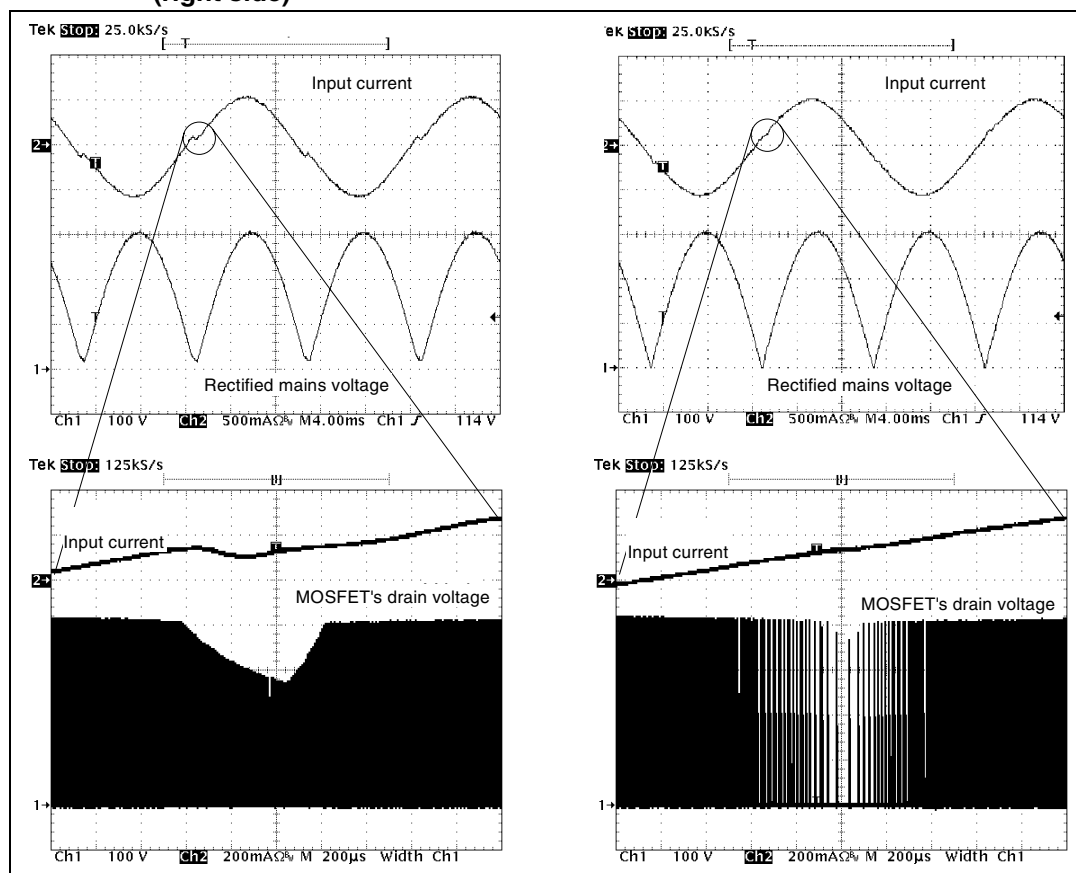 (right side)
Tek Stop: 25.0kS/s
[ T ]
Input current
2
T
T
Rectified mains voltage
1
Ch1 100 V Ch2 500mAΩ M4.00ms Ch1 114 V
Tek Stop: 25.0kS/s
[ T ]
Input current
2
T
T
Rectified mains voltage
1
Ch1 100 V Ch2 500mAΩ M4.00ms Ch1 114 V
Tek Stop: 125kS/s
Input current
T
2
MOSFET's drain voltage
1
Ch1 100 V Ch2 200mAΩ M 200µs Width Ch1
Tek Stop: 125kS/s
Input current
T
2
MOSFET's drain voltage
1
Ch1 100 V Ch2 200mAΩ M 200µs Width Ch1